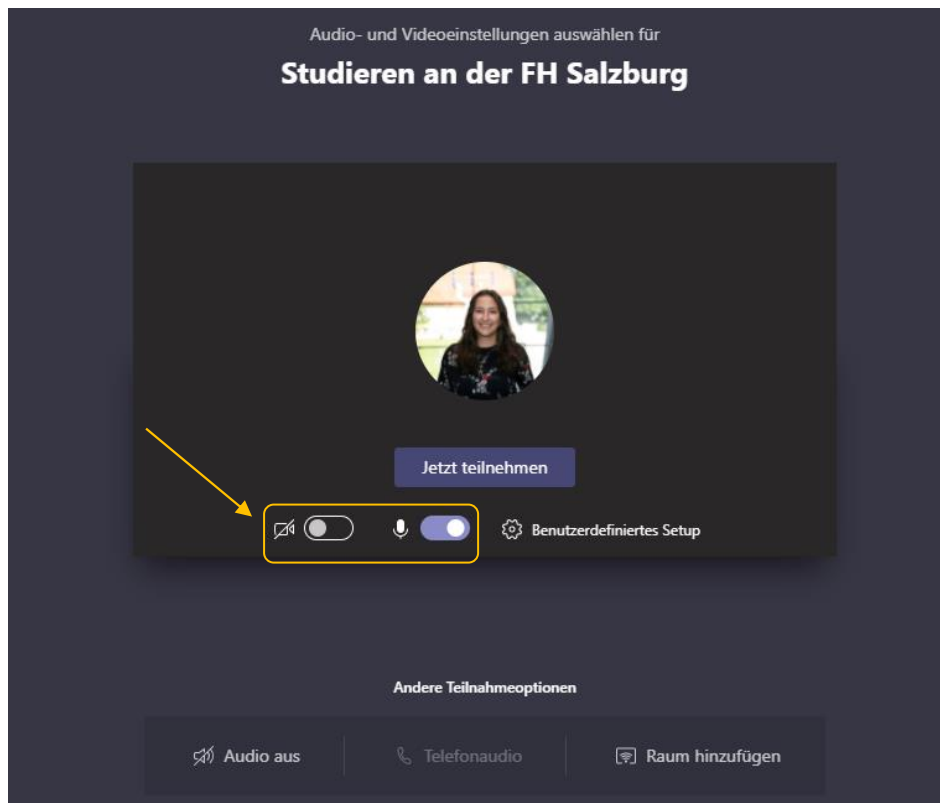 Audio- und Videoeinstellungen auswählen für
Studieren an der FH Salzburg
Jetzt teilnehmen
Benutzerdefiniertes Setup
Andere Teilnahmeoptionen
Audio aus
Telefonaudio
Raum hinzufügen